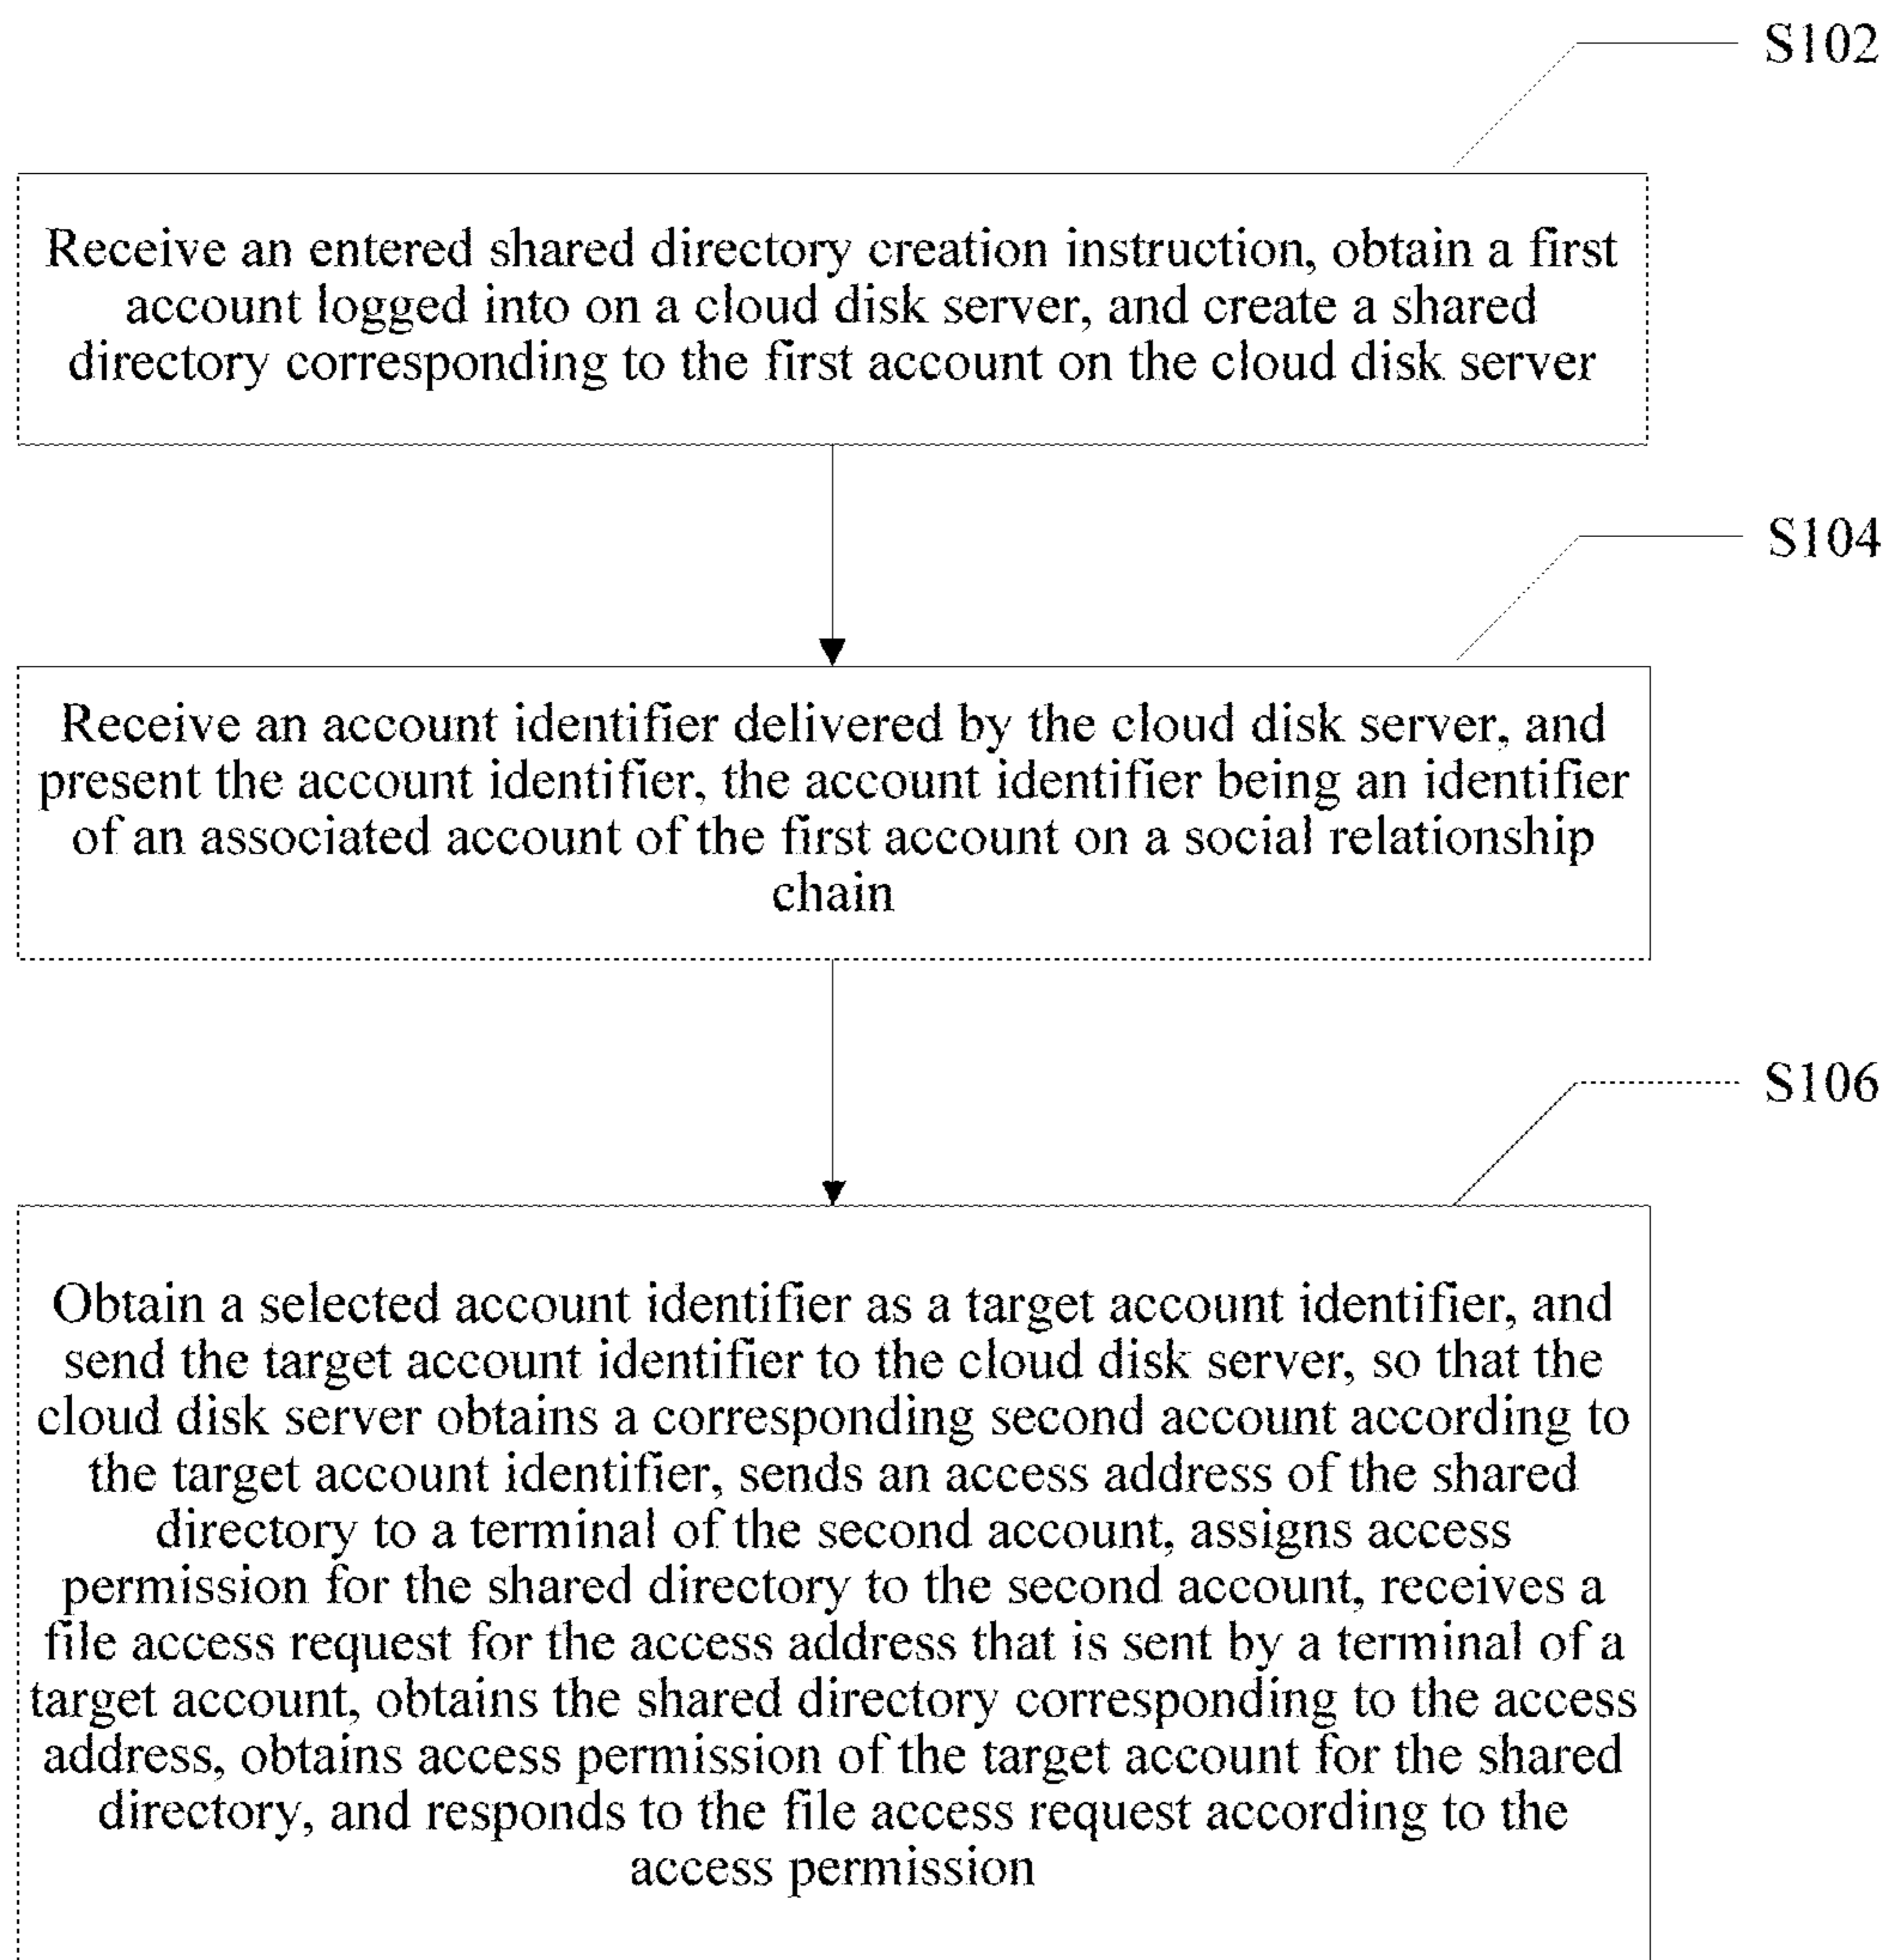 S102
Receive an entered shared directory creation instruction, obtain a first
account logged into on a cloud disk server, and create a shared
directory corresponding to the first account on the cloud disk server
S104
Receive an account identifier delivered by the cloud disk server, and
present the account identifier, the account identifier being an identifier
of an associated account of the first account on a social relationship
chain
S106
Obtain a selected account identifier as a target account identifier, and
send the target account identifier to the cloud disk server, so that the
cloud disk server obtains a corresponding second account according to
the target account identifier, sends an access address of the shared
directory to a terminal of the second account, assigns access
permission for the shared directory to the second account, receives a
file access request for the access address that is sent by a terminal of a
target account, obtains the shared directory corresponding to the access
address, obtains access permission of the target account for the shared
directory, and responds to the file access request according to the
access permission